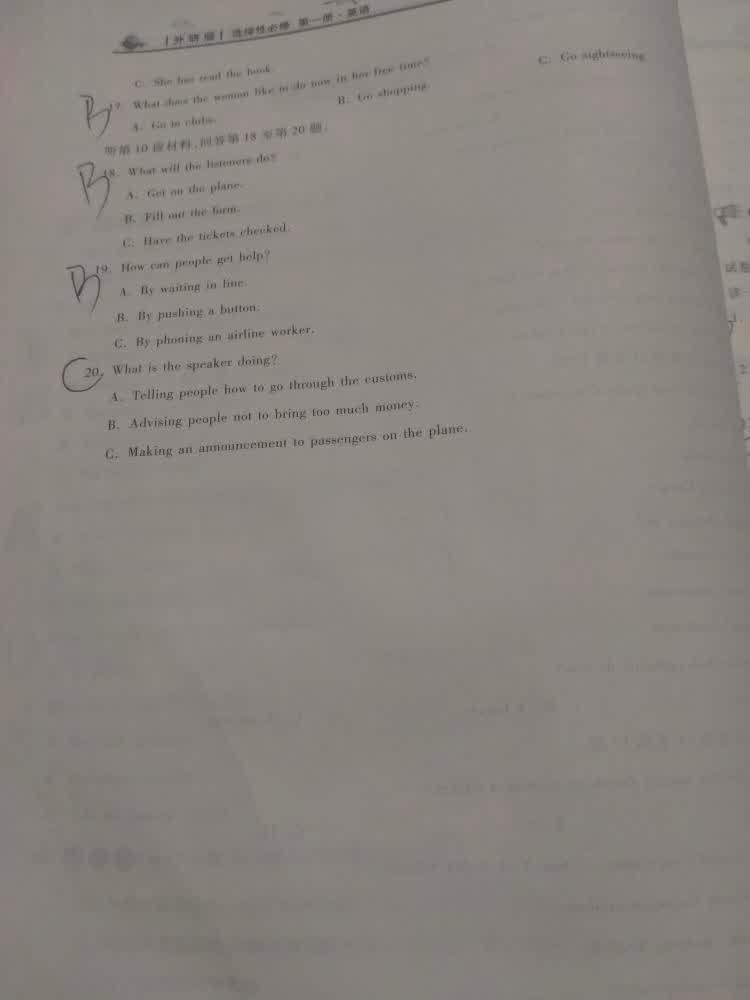 [外研版] 选择性必修 第一册·英语
C. She has read the book.
B 17. What does the woman like to do now in her free time?
A. Go to clubs. B. Go shopping. C. Go sightseeing.
听第 10 段材料,回答第 18 至第 20 题。
B 18. What will the listeners do?
A. Get on the plane.
B. Fill out the form.
C. Have the tickets checked.
B 19. How can people get help?
A. By waiting in line.
B. By pushing a button.
C. By phoning an airline worker.
C 20. What is the speaker doing?
A. Telling people how to go through the customs.
B. Advising people not to bring too much money.
C. Making an announcement to passengers on the plane.